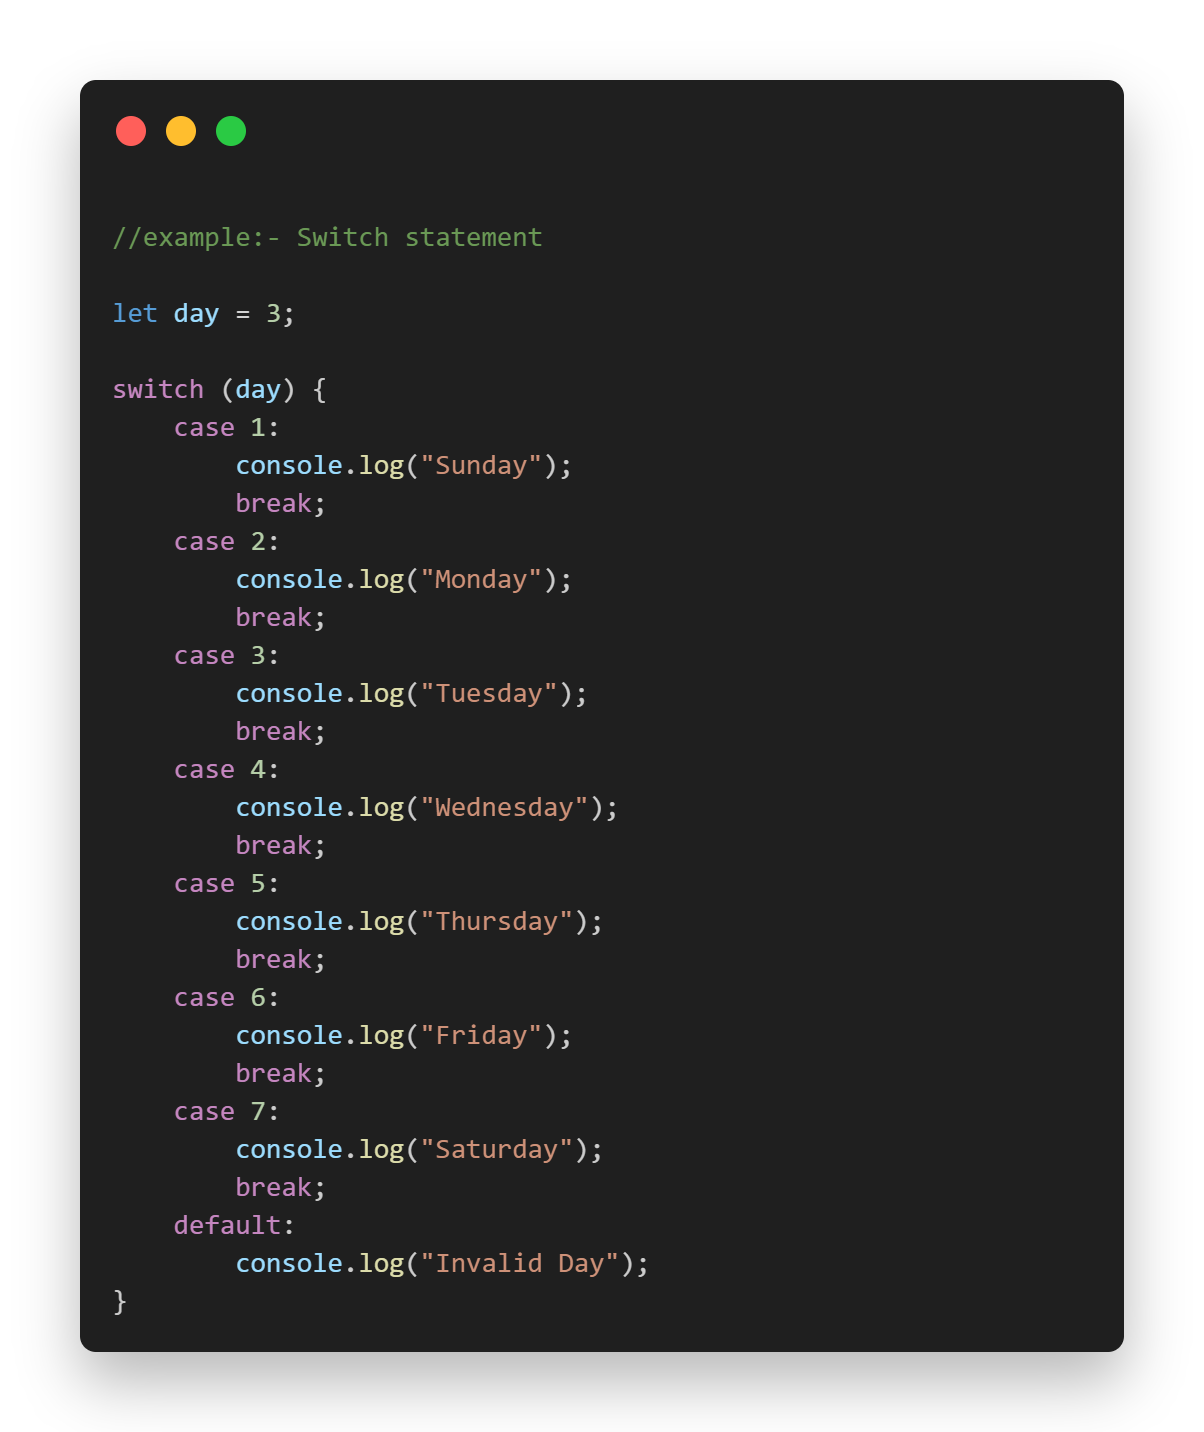 //example:- Switch statement

let day = 3;

switch (day) {
    case 1:
        console.log("Sunday");
        break;
    case 2:
        console.log("Monday");
        break;
    case 3:
        console.log("Tuesday");
        break;
    case 4:
        console.log("Wednesday");
        break;
    case 5:
        console.log("Thursday");
        break;
    case 6:
        console.log("Friday");
        break;
    case 7:
        console.log("Saturday");
        break;
    default:
        console.log("Invalid Day");
}